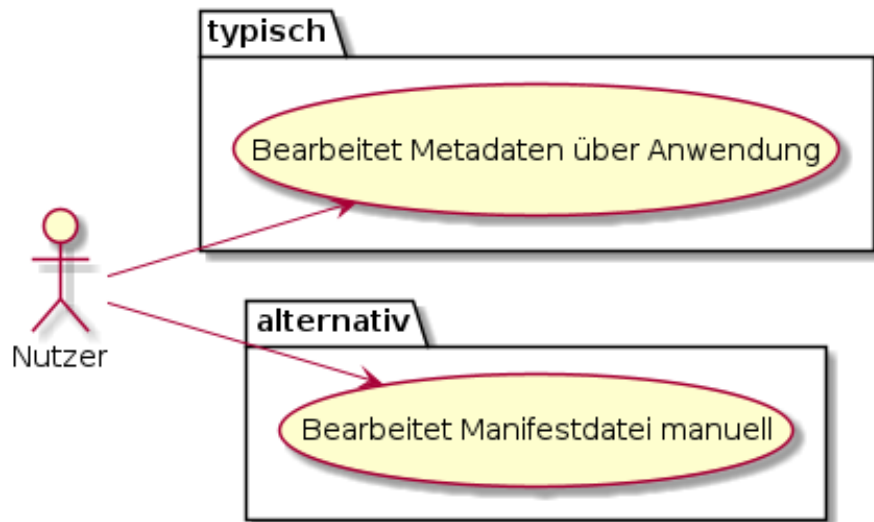 typisch
Bearbeitet Metadaten über Anwendung
Nutzer
alternativ
Bearbeitet Manifestdatei manuell